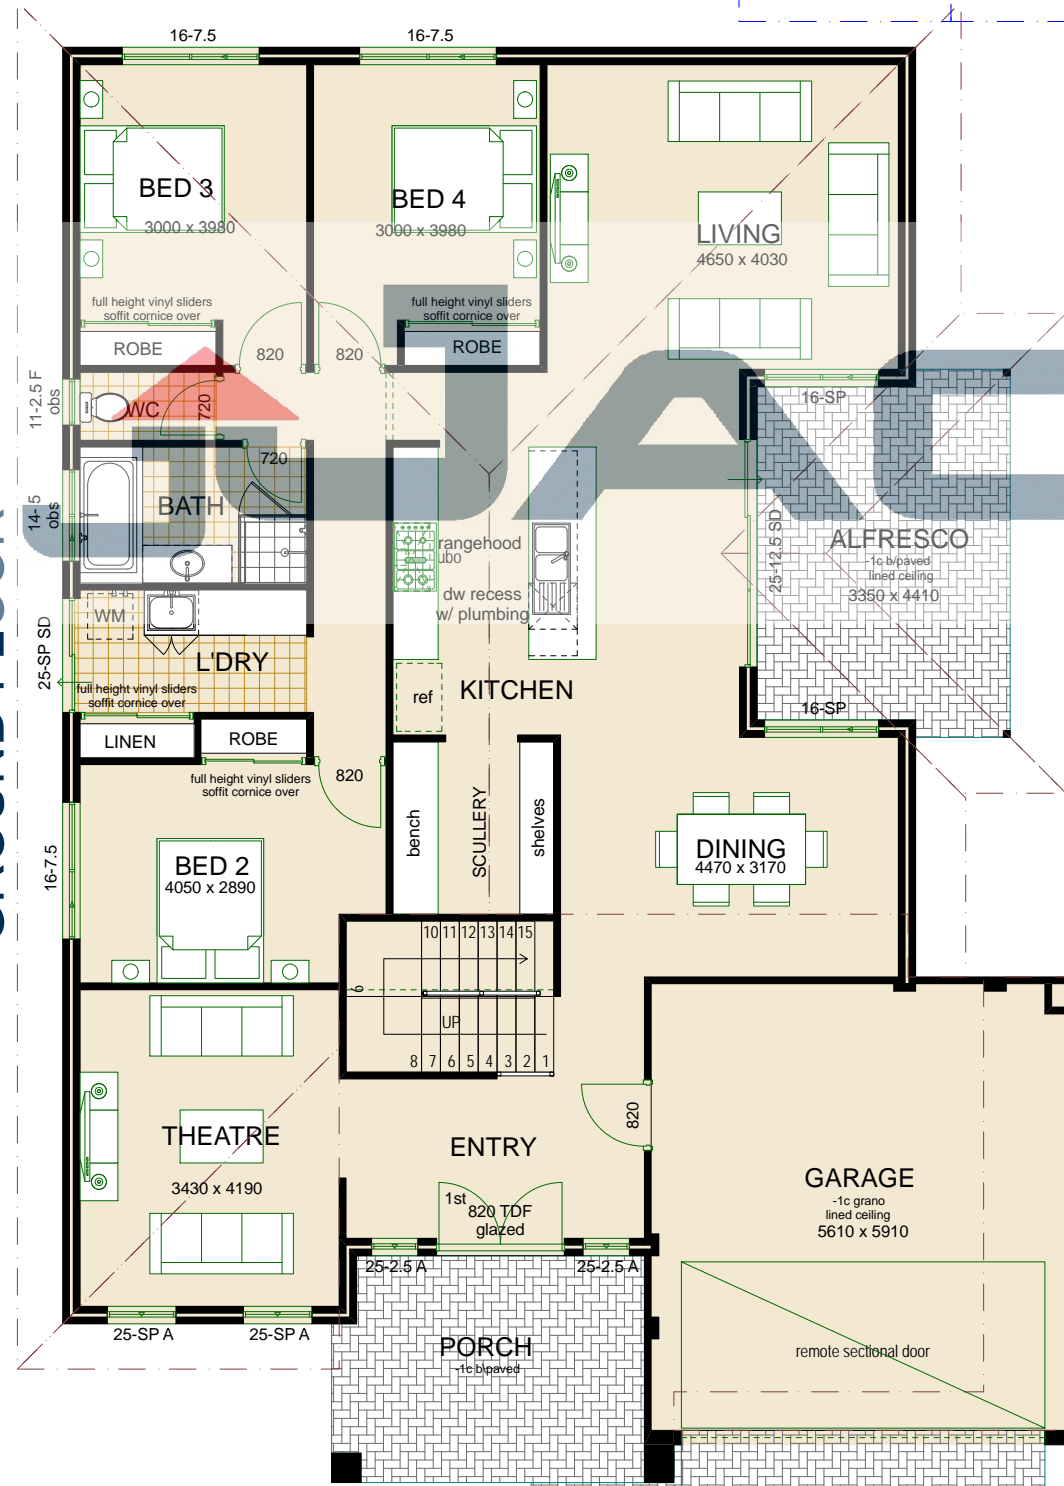 16-7.5
16-7.5
BED 3
3000 x 3980
BED 4
3000 x 3980
LIVING
4650 x 4030
full height vinyl sliders
soffit cornice over
full height vinyl sliders
soffit cornice over
ROBE
820
820
ROBE
11-2.5 F
obs
WC
720
16-SP
720
14- 5
obs
BATH
rangehood
ubo
dw recess
w/ plumbing
25-12.5 SD
ALFRESCO
-1c b/paved
lined ceiling
3350 x 4410
WM
25-SP SD
L'DRY
full height vinyl sliders
soffit cornice over
ref
KITCHEN
16-SP
LINEN
ROBE
full height vinyl sliders
soffit cornice over
820
bench
SCULLERY
shelves
DINING
4470 x 3170
16-7.5
BED 2
4050 x 2890
10 11 12 13 14 15
9
UP
8 7 6 5 4 3 2 1
820
THEATRE
3430 x 4190
ENTRY
1st
820 TDF
glazed
GARAGE
-1c grano
lined ceiling
5610 x 5910
25-2.5 A
25-2.5 A
25-SP A
25-SP A
PORCH
-1c b\paved
remote sectional door